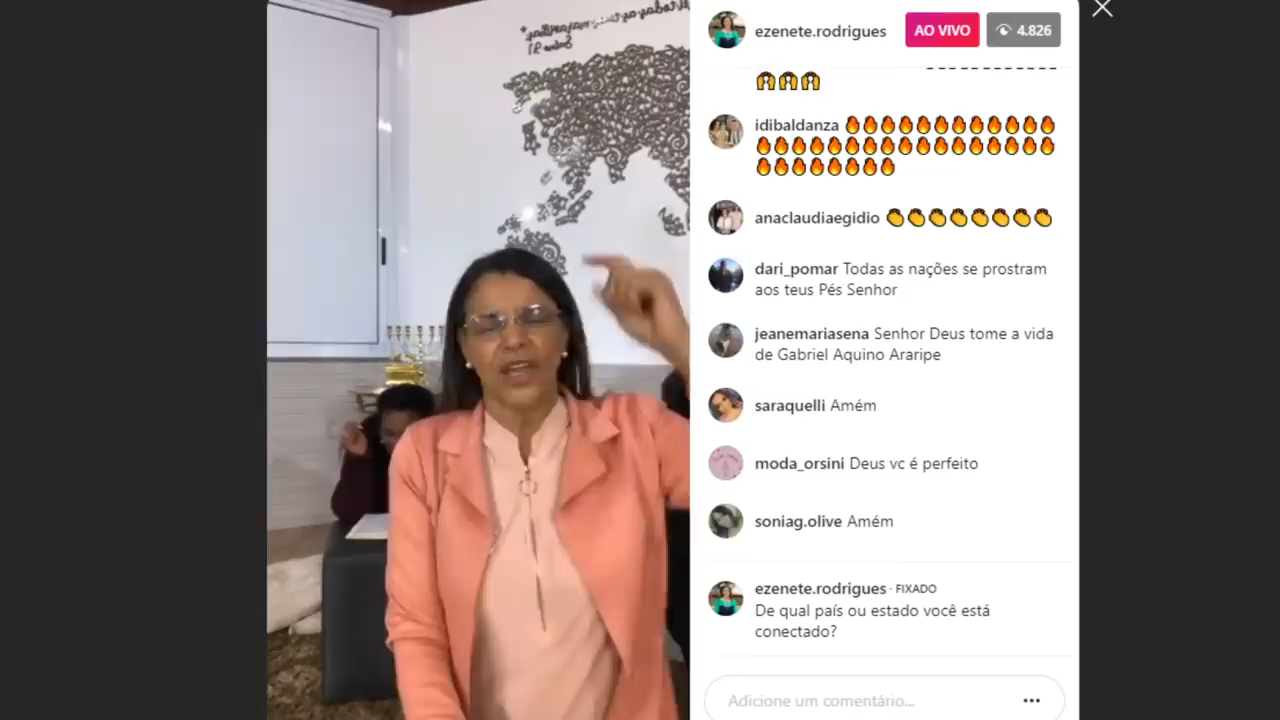 ezenete.rodrigues AO VIVO 4.826
idibaldanza
anaclaudiaegidio
dari_pomar Todas as nações se prostram
aos teus Pés Senhor
jeanemariasena Senhor Deus tome a vida
de Gabriel Aquino Araripe
saraquelli Amém
moda_orsini Deus vc é perfeito
soniag.olive Amém
ezenete.rodrigues · FIXADO
De qual país ou estado você está
conectado?
Adicione um comentário...